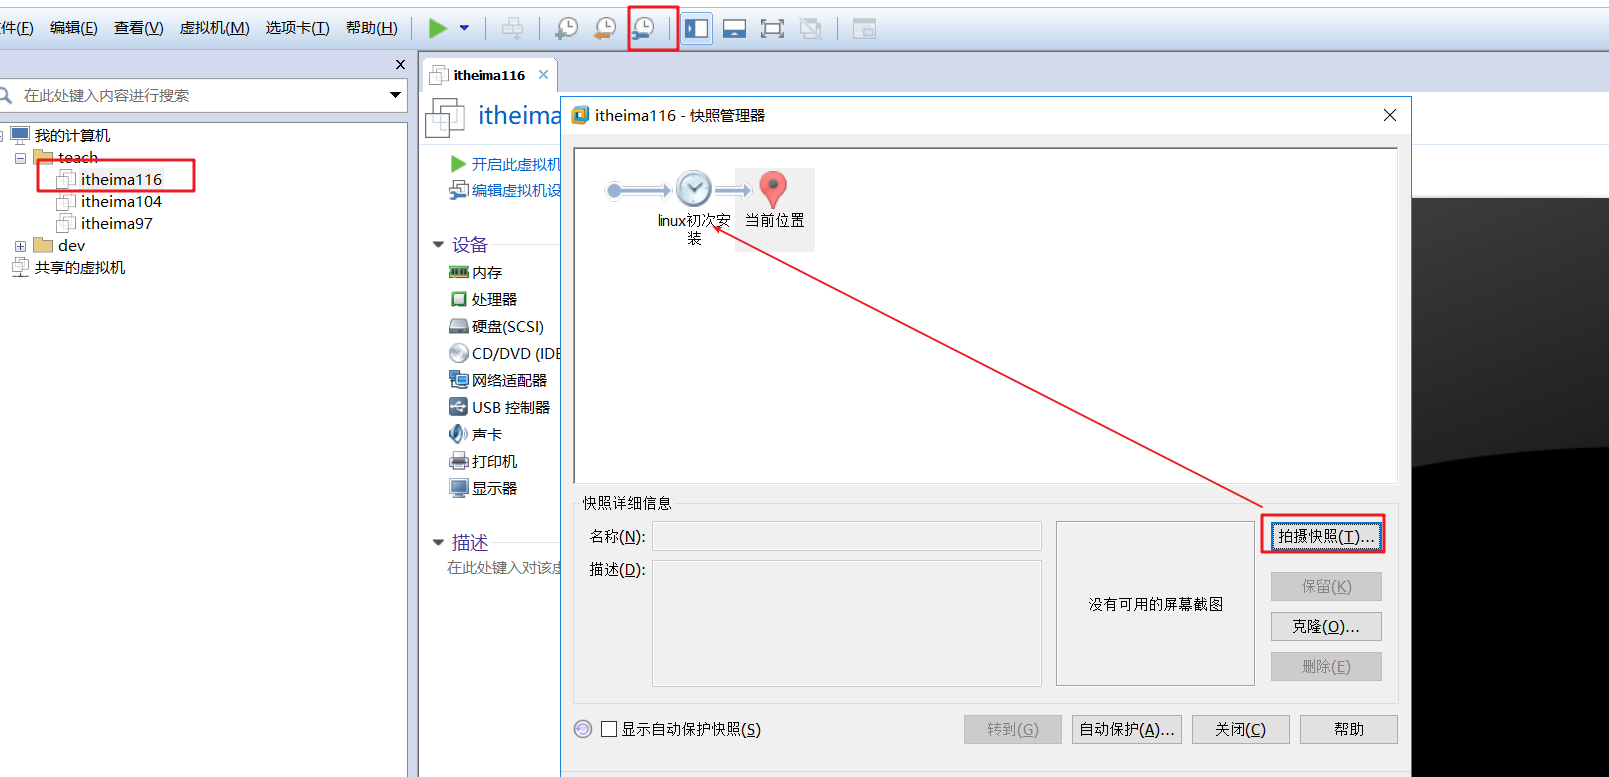 件(F) 编辑(E) 查看(V) 虚拟机(M) 选项卡(T) 帮助(H)
在此处键入内容进行搜索
我的计算机
teach
itheima116
itheima104
itheima97
dev
共享的虚拟机
itheima116
itheima
开启此虚拟机
编辑虚拟机设
设备
内存
处理器
硬盘(SCSI)
CD/DVD (IDE
网络适配器
USB 控制器
声卡
打印机
显示器
描述
在此处键入对该虚
itheima116 - 快照管理器
linux初次安
装
当前位置
快照详细信息
名称(N):
描述(D):
没有可用的屏幕截图
拍摄快照(T)...
保留(K)
克隆(O)...
删除(E)
显示自动保护快照(S)
转到(G)
自动保护(A)...
关闭(C)
帮助